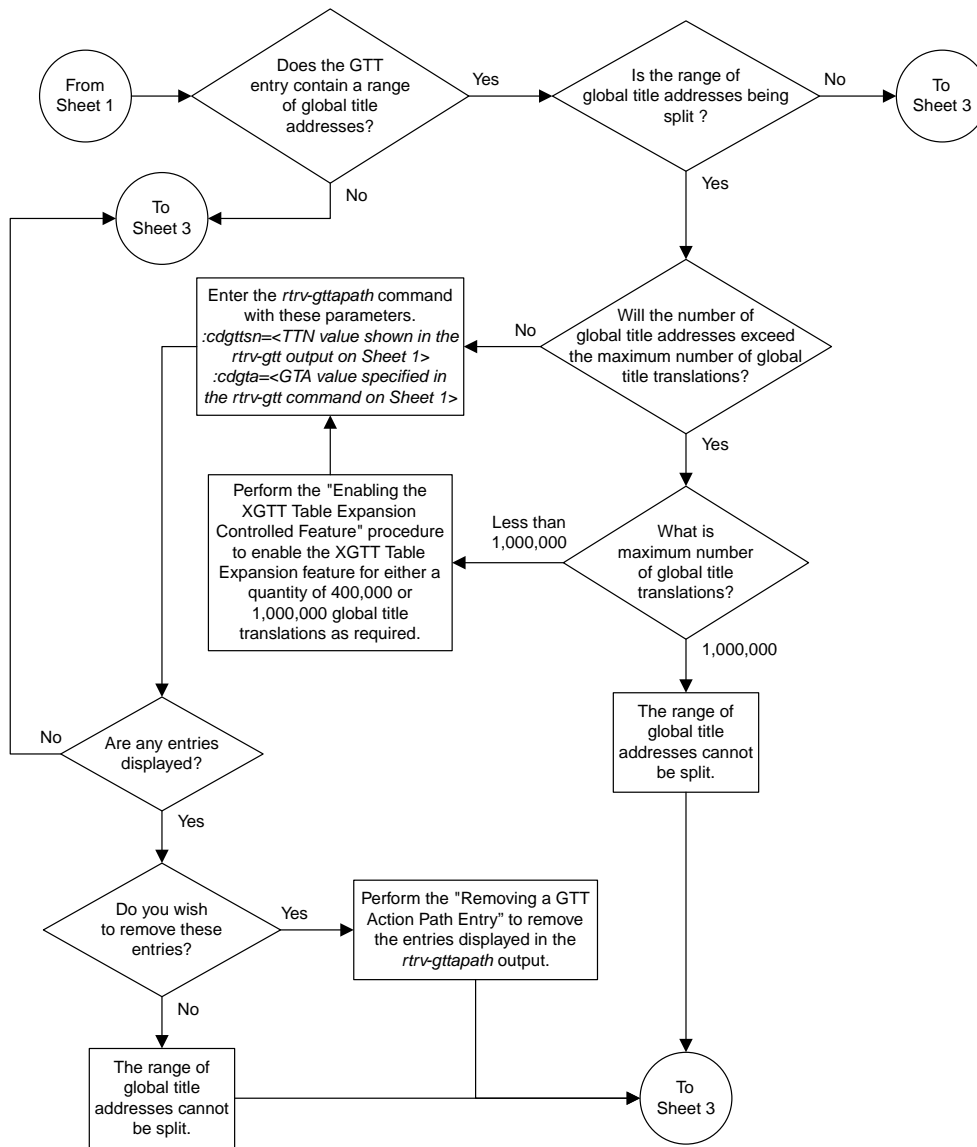 From
Sheet 1
Does the GTT
entry contain a range
of global title
addresses?
Yes
Is the range of
global title addresses being
split ?
No
To
Sheet 3
No
Yes
To
Sheet 3
Enter the rtrv-gttapath command
with these parameters.
:cdgttsn=<TTN value shown in the
rtrv-gtt output on Sheet 1>
:cdgta=<GTA value specified in
the rtrv-gtt command on Sheet 1>
No
Will the number of
global title addresses exceed
the maximum number of global
title translations?
Yes
Perform the "Enabling the
XGTT Table Expansion
Controlled Feature" procedure
to enable the XGTT Table
Expansion feature for either a
quantity of 400,000 or
1,000,000 global title
translations as required.
Less than
1,000,000
What is
maximum number
of global title
translations?
1,000,000
The range of
global title
addresses cannot
be split.
No
Are any entries
displayed?
Yes
Do you wish
to remove these
entries?
Yes
Perform the "Removing a GTT
Action Path Entry” to remove
the entries displayed in the
rtrv-gttapath output.
No
The range of
global title
addresses cannot
be split.
To
Sheet 3